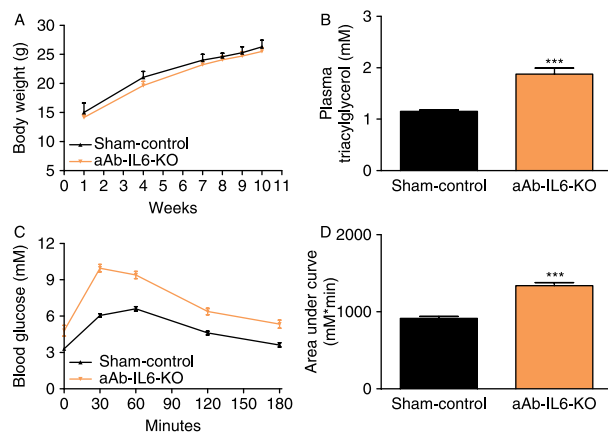 A
Body weight (g)
30
25
20
15
10
5
Sham-control
aAb-IL6-KO
0 1 2 3 4 5 6 7 8 9 10 11
Weeks
B
Plasma
triacylglycerol (mM)
3
2
1
0
***
Sham-control aAb-IL6-KO
C
Blood glucose (mM)
12
9
6
3
0
Sham-control
aAb-IL6-KO
0 30 60 90 120 150 180
Minutes
D
Area under curve
(mM*min)
2000
1000
0
***
Sham-control aAb-IL6-KO